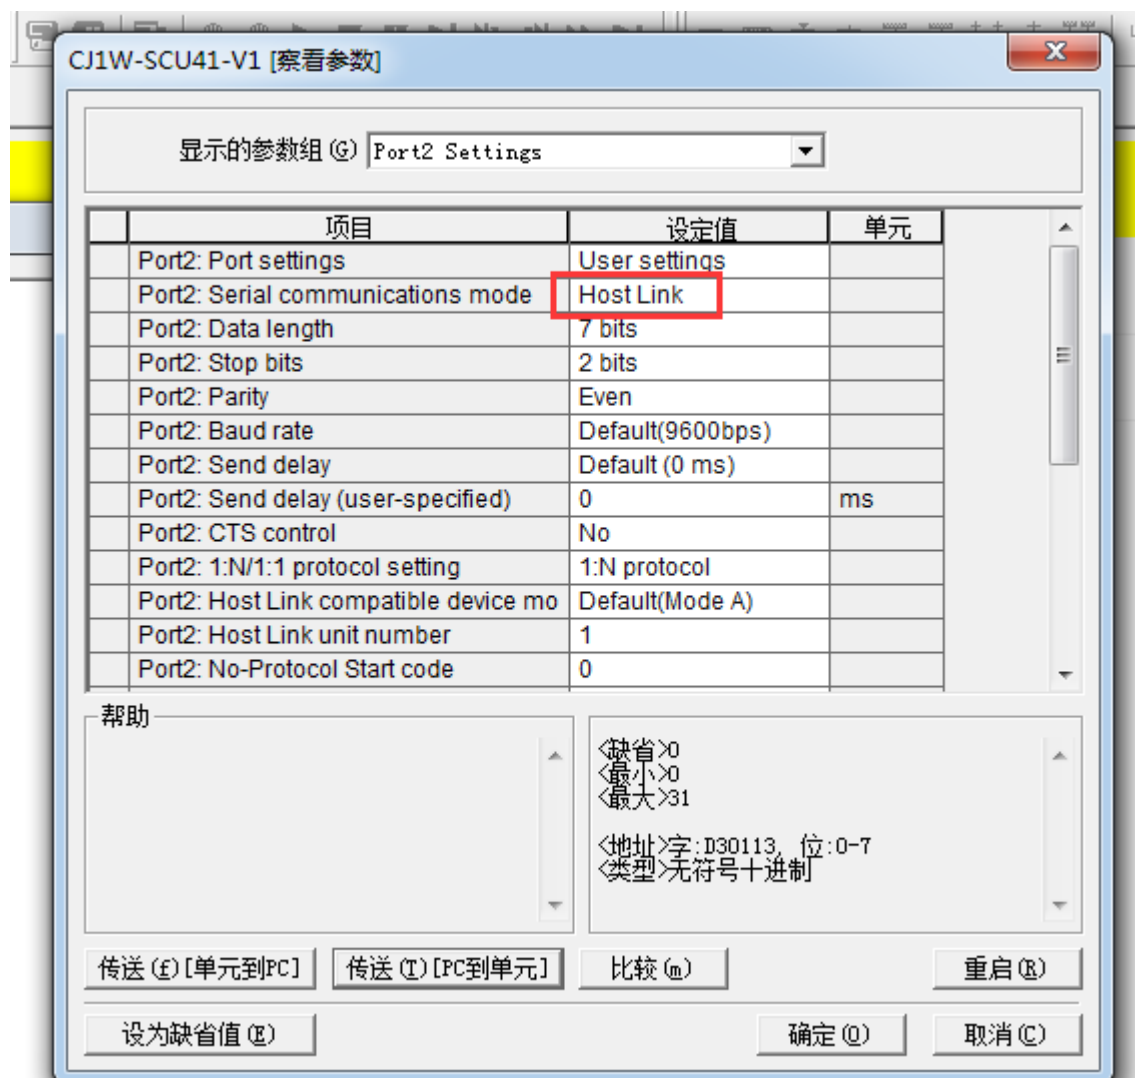 CJ1W-SCU41-V1 [察看参数]
显示的参数组(G) Port2 Settings
项目 设定值 单元
Port2: Port settings User settings
Port2: Serial communications mode Host Link
Port2: Data length 7 bits
Port2: Stop bits 2 bits
Port2: Parity Even
Port2: Baud rate Default(9600bps)
Port2: Send delay Default (0 ms)
Port2: Send delay (user-specified) 0 ms
Port2: CTS control No
Port2: 1:N/1:1 protocol setting 1:N protocol
Port2: Host Link compatible device mo Default(Mode A)
Port2: Host Link unit number 1
Port2: No-Protocol Start code 0
帮助
<缺省>0
<最小>0
<最大>31
<地址>字:D30113, 位:0-7
<类型>无符号十进制
传送(f)[单元到PC] 传送(T)[PC到单元] 比较(m) 重启(R)
设为缺省值(E) 确定(O) 取消(C)